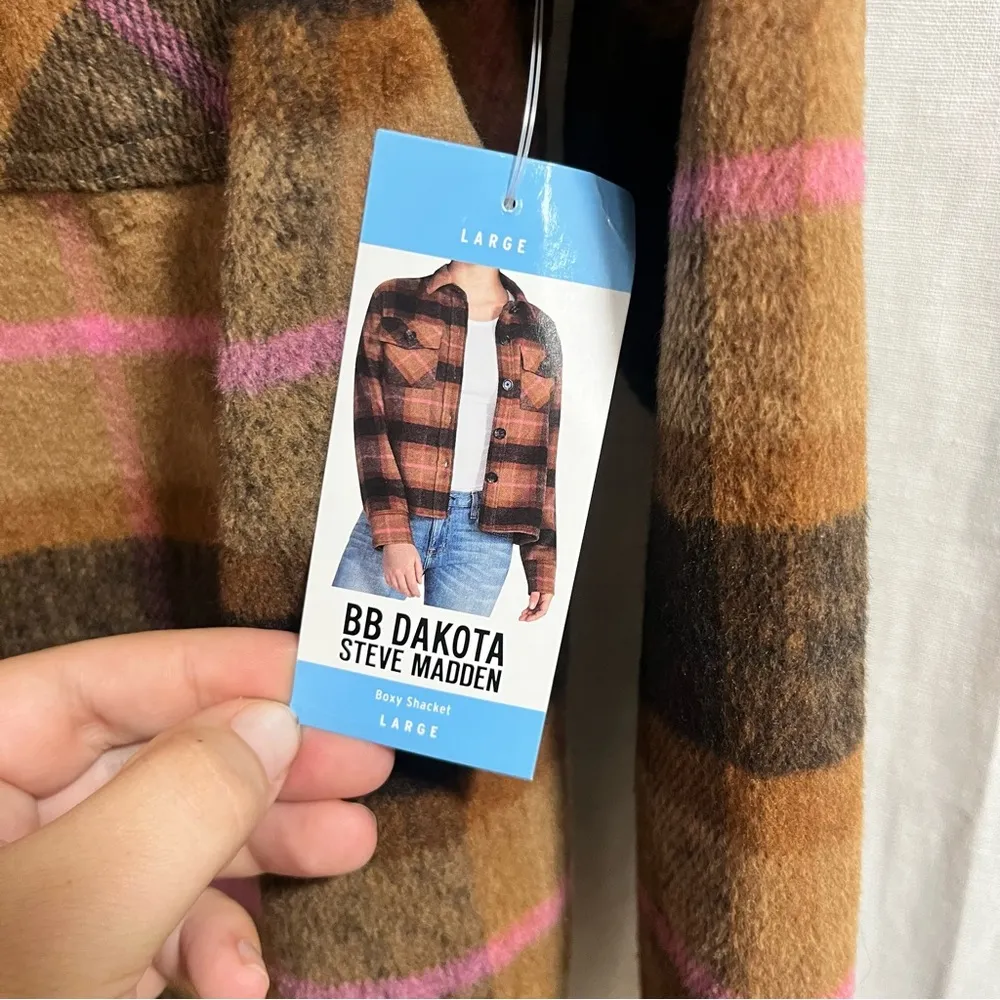 LARGE
BB DAKOTA
STEVE MADDEN
Boxy Shacket
LARGE